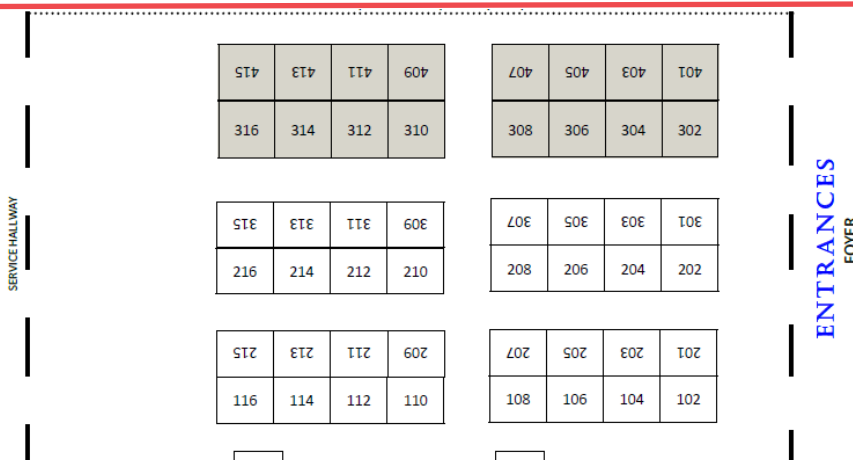 415 413 411 409 407 405 403 401
316 314 312 310 308 306 304 302
315 313 311 309 307 305 303 301
216 214 212 210 208 206 204 202
215 213 211 209 207 205 203 201
116 114 112 110 108 106 104 102
SERVICE HALLWAY
ENTRANCES
FOYER